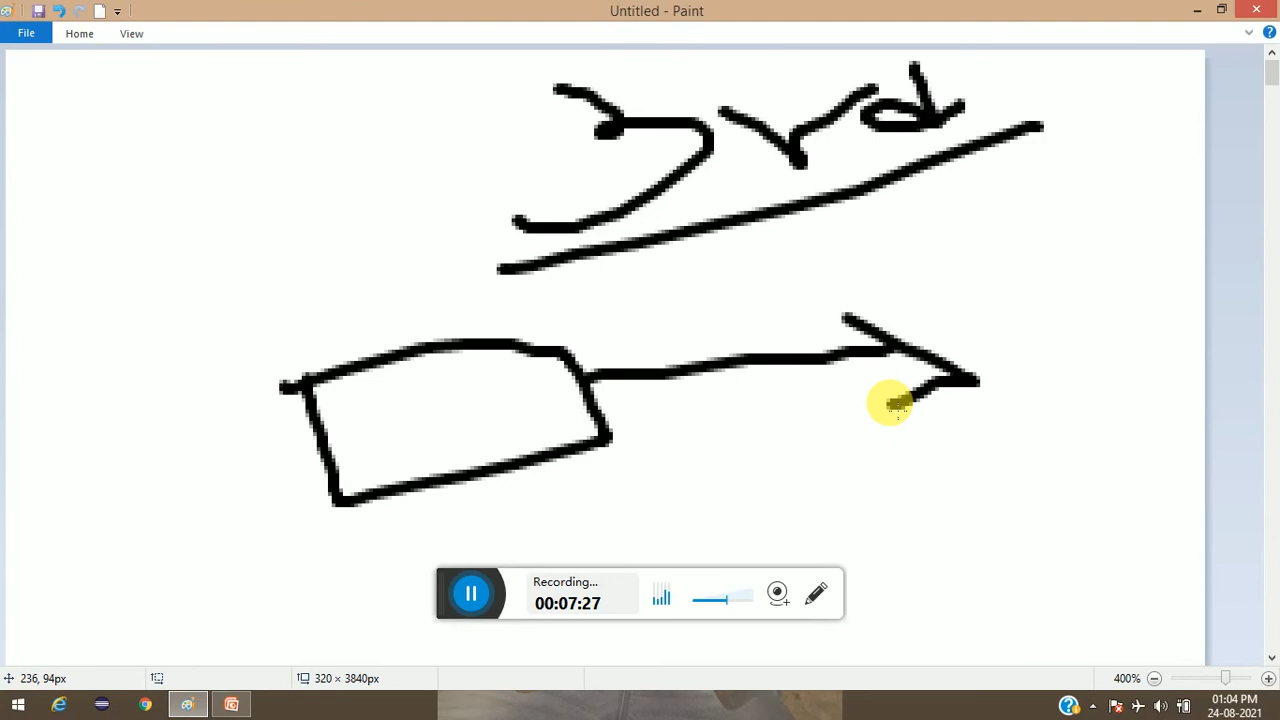 Untitled - Paint
File Home View
3rd
Recording...
00:07:27
236, 94px 320 × 3840px 400%
01:04 PM
24-08-2021